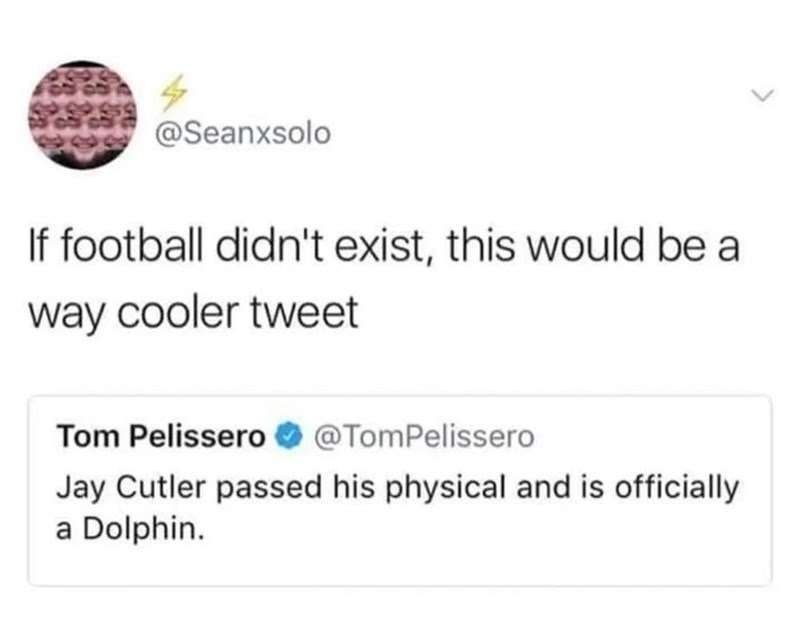 ⚡
@Seanxsolo
If football didn't exist, this would be a
way cooler tweet
Tom Pelissero @TomPelissero
Jay Cutler passed his physical and is officially
a Dolphin.